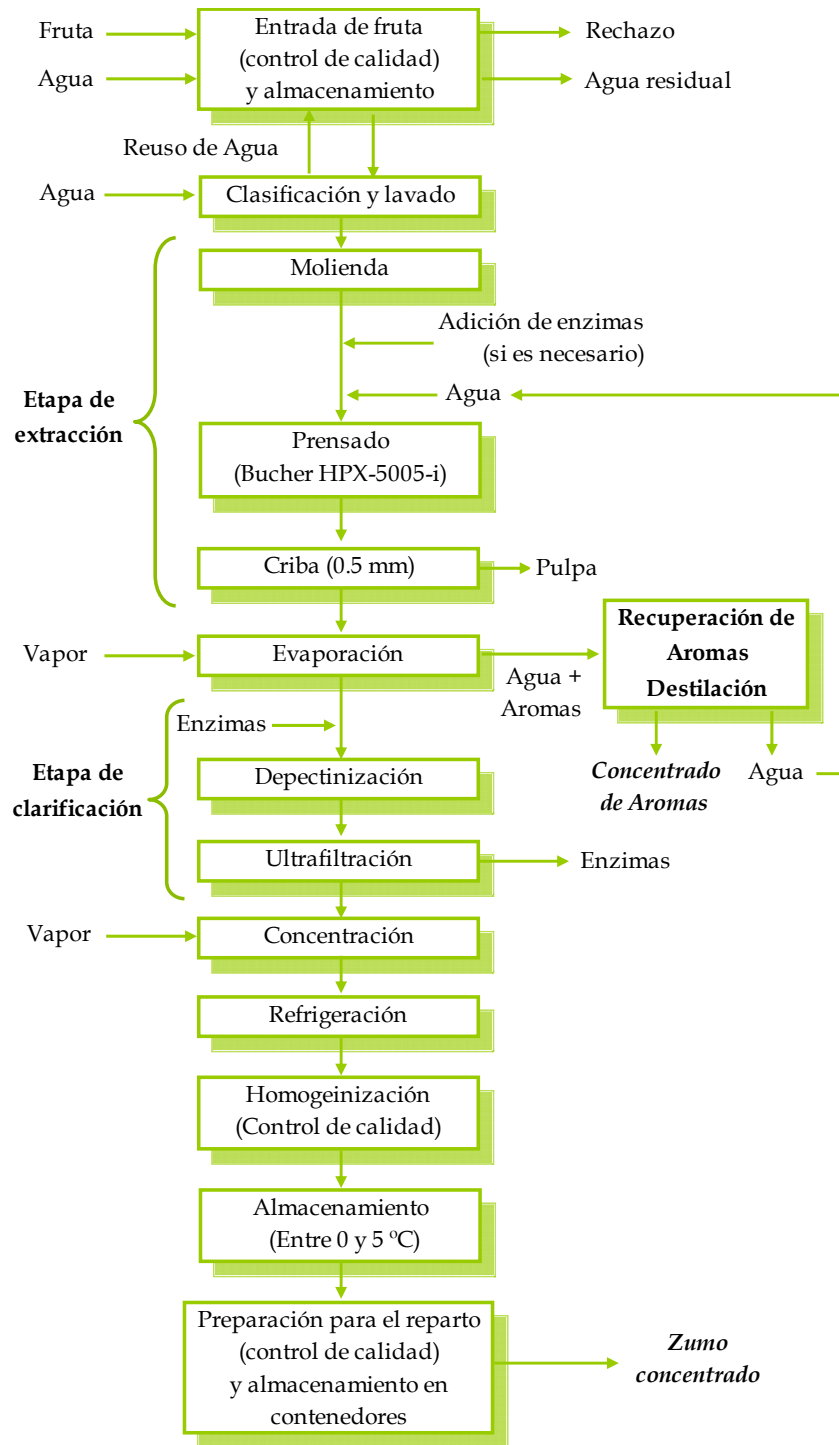 Fruta
Entrada de fruta
(control de calidad)
y almacenamiento
Rechazo
Agua
Agua residual
Reuso de Agua
Agua
Clasificación y lavado
Molienda
Adición de enzimas
(si es necesario)
Agua
Etapa de
extracción
Prensado
(Bucher HPX-5005-i)
Criba (0.5 mm)
Pulpa
Vapor
Evaporación
Agua +
Aromas
Recuperación de
Aromas
Destilación
Concentrado
de Aromas
Agua
Enzimas
Etapa de
clarificación
Depectinización
Ultrafiltración
Enzimas
Vapor
Concentración
Refrigeración
Homogeinización
(Control de calidad)
Almacenamiento
(Entre 0 y 5 ºC)
Preparación para el reparto
(control de calidad)
y almacenamiento en
contenedores
Zumo
concentrado